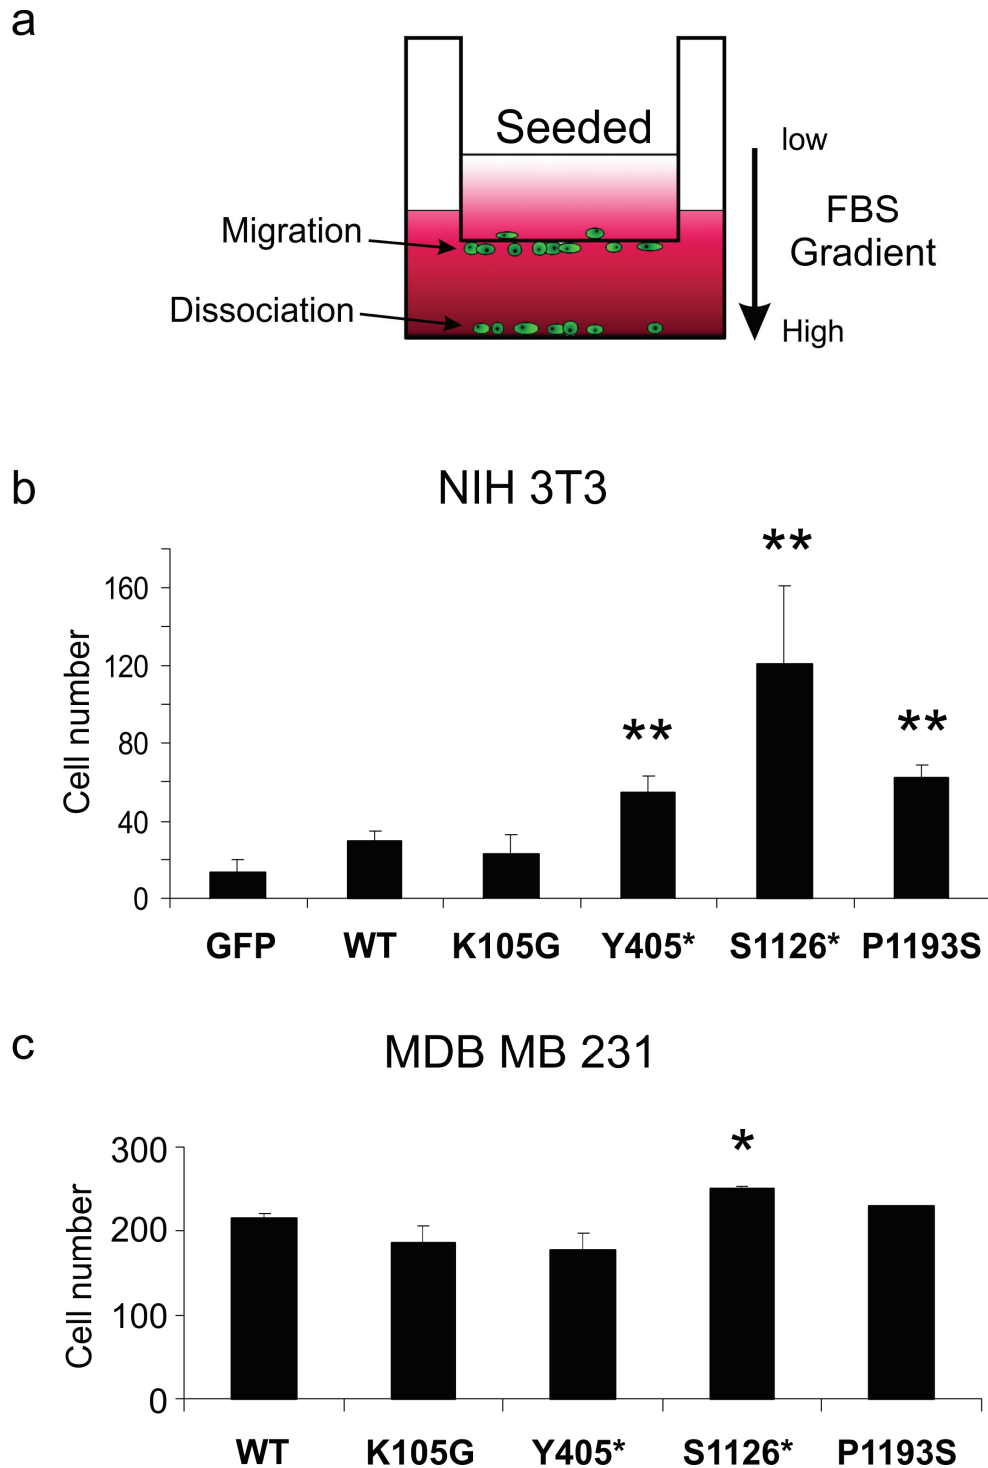 a
Seeded
low
Migration
FBS
Gradient
Dissociation
High
b
NIH 3T3
**
**
**
160
120
80
40
0
Cell number
GFP WT K105G Y405* S1126* P1193S
c
MDB MB 231
*
300
200
100
0
Cell number
WT K105G Y405* S1126* P1193S